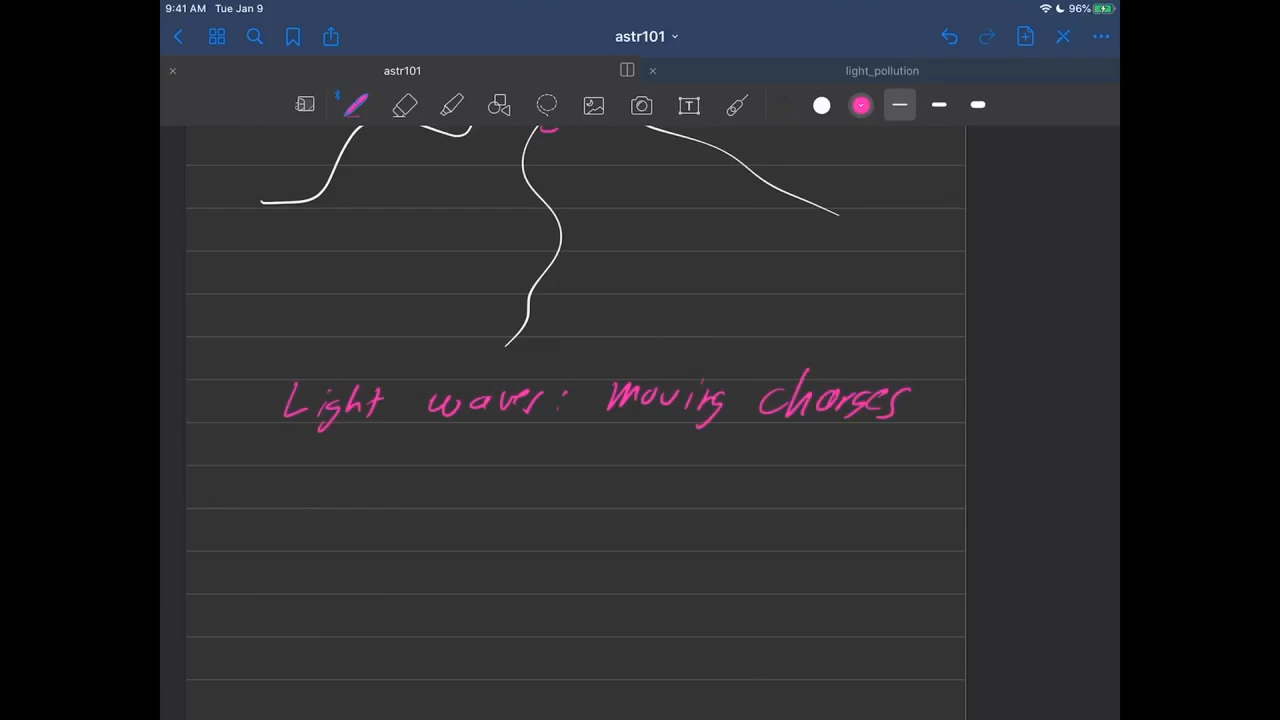 9:41 AM Tue Jan 9 96%
astr101
astr101 light_pollution
T
Light waves: moving charges